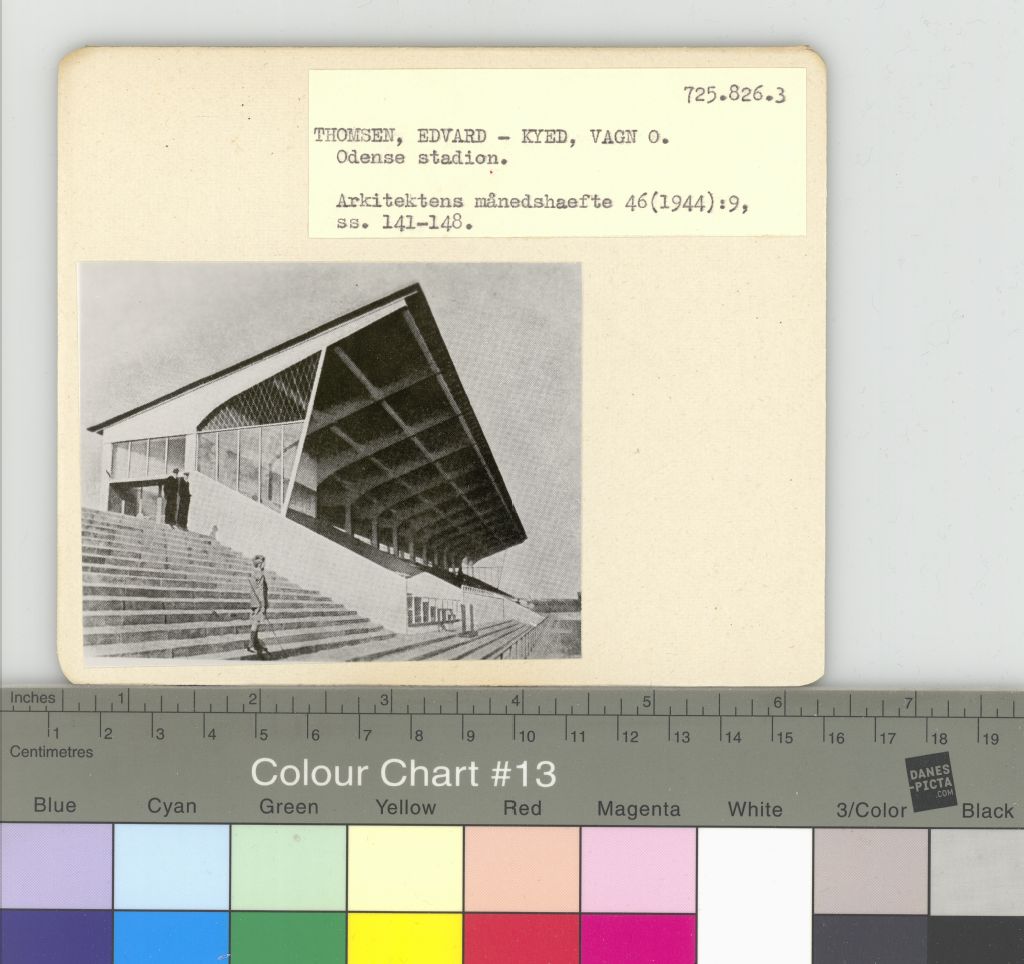 725.826.3
THOMSEN, EDVARD - KYED, VAGN O.
Odense stadion.
Arkitektens månedshaefte 46(1944):9,
ss. 141-148.
Inches 1 2 3 4 5 6 7
1 2 3 4 5 6 7 8 9 10 11 12 13 14 15 16 17 18 19
Centimetres
Colour Chart #13
DANES
-PICTA
.COM
Blue Cyan Green Yellow Red Magenta White 3/Color Black